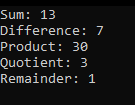 Sum: 13
Difference: 7
Product: 30
Quotient: 3
Remainder: 1